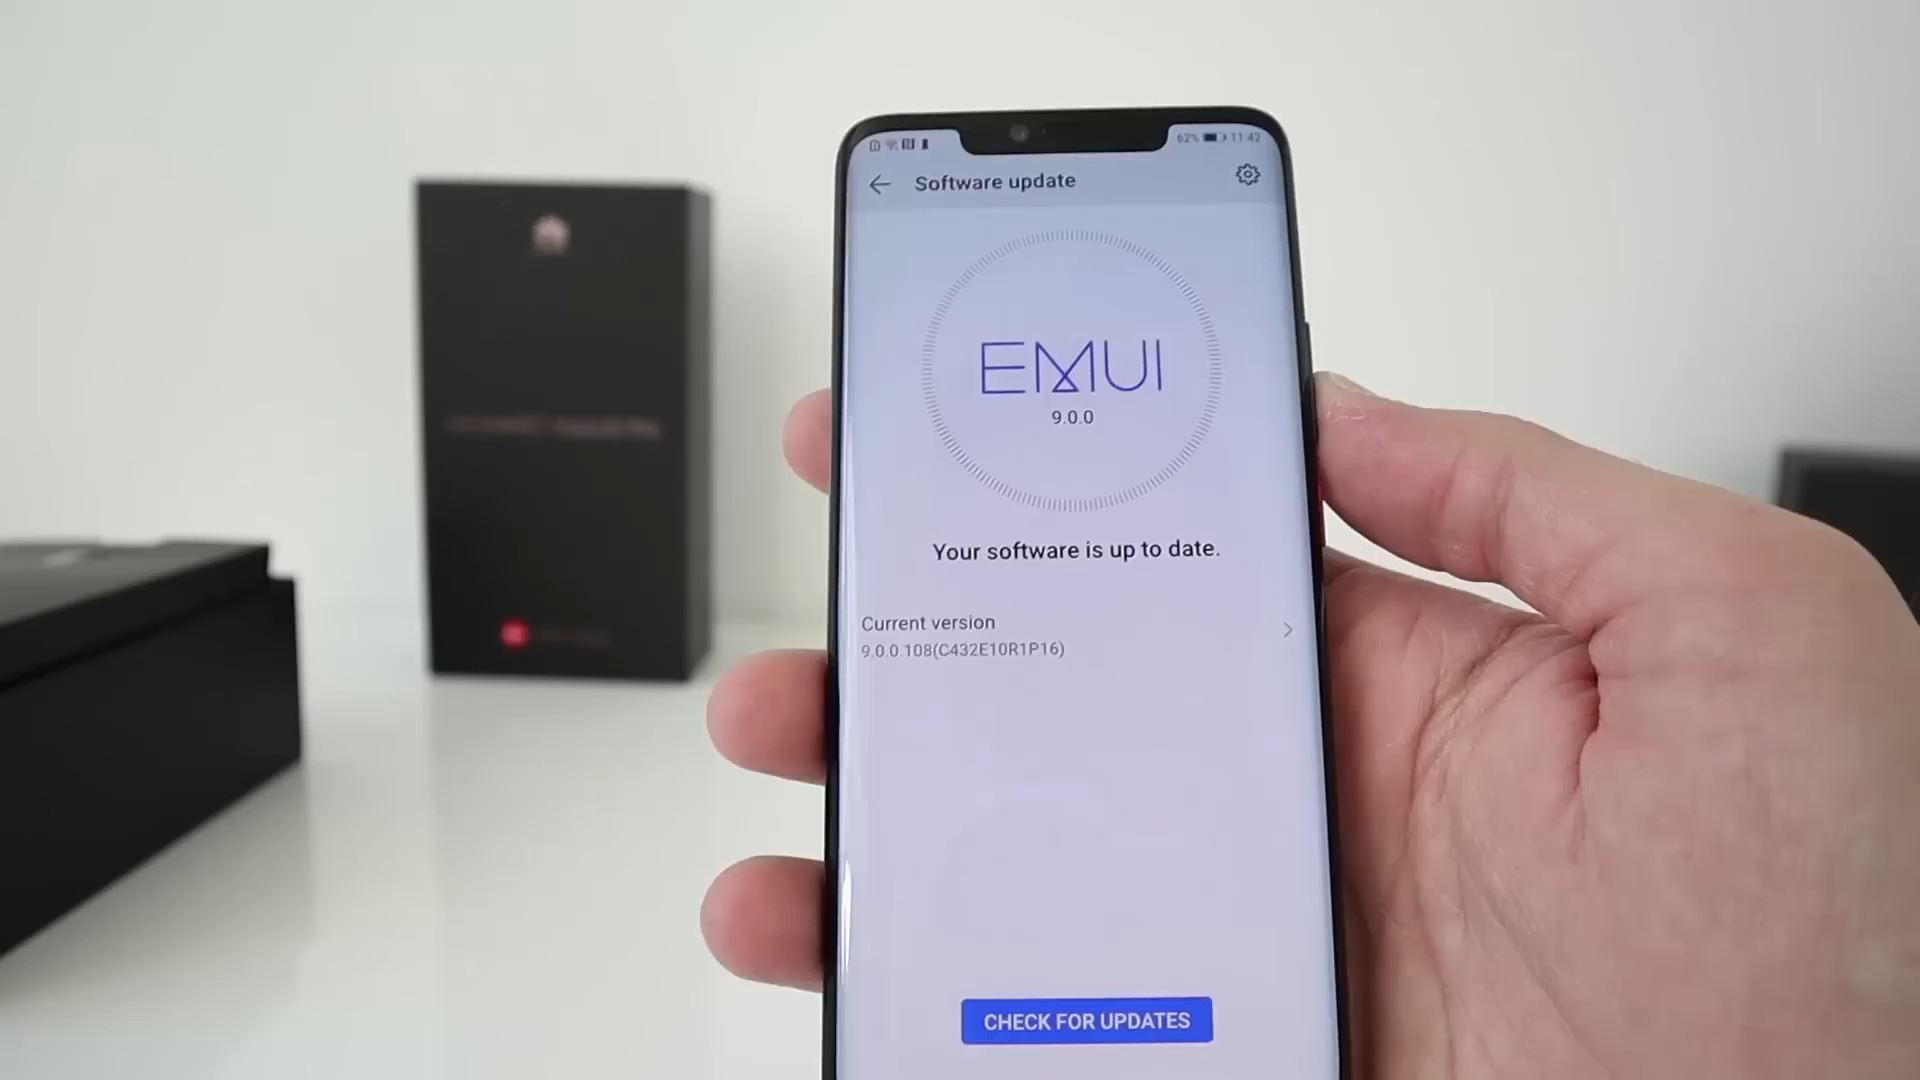 62% 11:42
Software update
EMUI
9.0.0
Your software is up to date.
Current version
9.0.0.108(C432E10R1P16)
CHECK FOR UPDATES